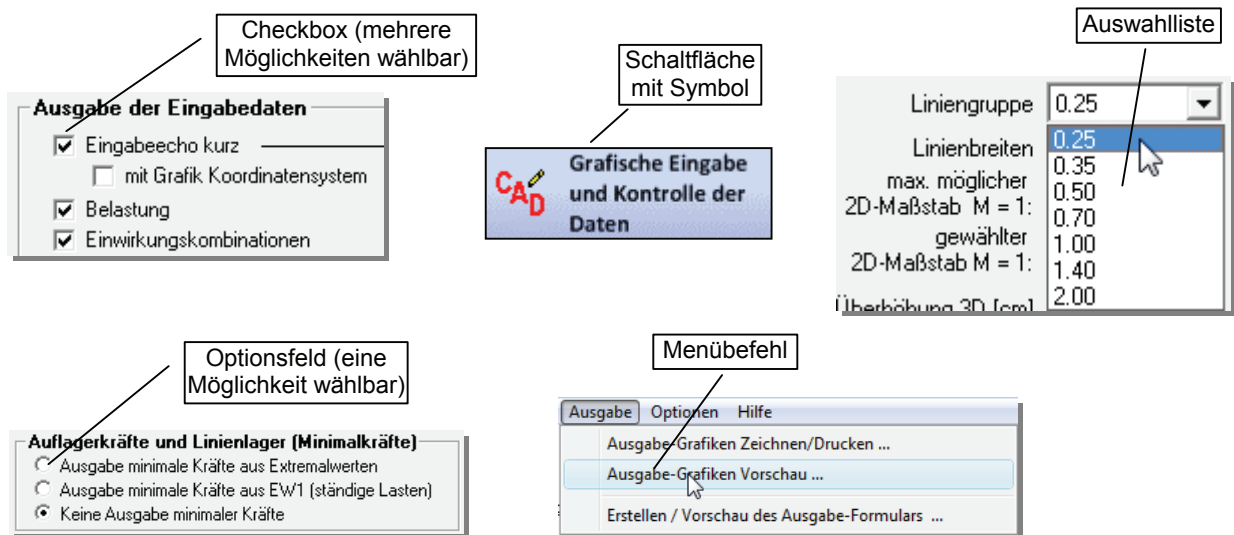 Checkbox (mehrere
Möglichkeiten wählbar)
Ausgabe der Eingabedaten
Eingabeecho kurz
mit Grafik Koordinatensystem
Belastung
Einwirkungskombinationen
Schaltfläche
mit Symbol
CAD
Grafische Eingabe
und Kontrolle der
Daten
Auswahlliste
Liniengruppe 0.25
Linienbreiten
max. möglicher
2D-Maßstab M = 1:
gewählter
2D-Maßstab M = 1:
Überhöhung 3D [cm]
0.25
0.35
0.50
0.70
1.00
1.40
2.00
Optionsfeld (eine
Möglichkeit wählbar)
Auflagerkräfte und Linienlager (Minimalkräfte)
Ausgabe minimale Kräfte aus Extremalwerten
Ausgabe minimale Kräfte aus EW1 (ständige Lasten)
Keine Ausgabe minimaler Kräfte
Menübefehl
Ausgabe Optionen Hilfe
Ausgabe-Grafiken Zeichnen/Drucken ...
Ausgabe-Grafiken Vorschau ...
Erstellen / Vorschau des Ausgabe-Formulars ...